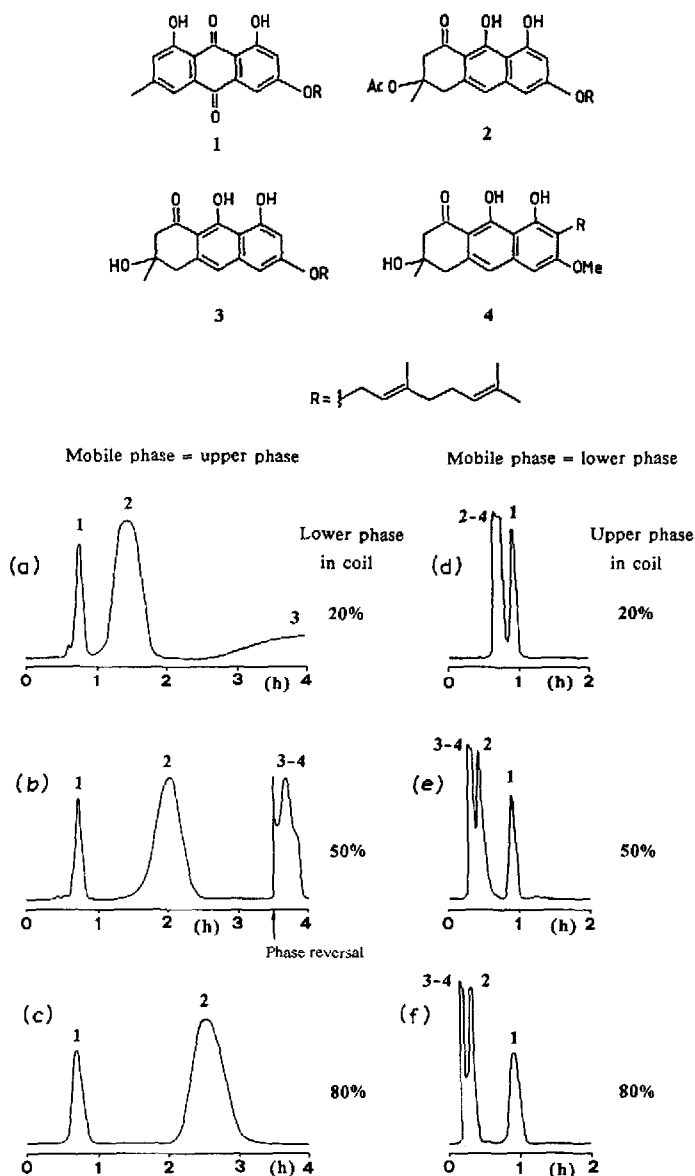 OH O OH
OR
O
1
O OH OH
Ac O
OR
2
O OH OH
HO
OR
3
O OH OH
R
HO
OMe
4
R=
Mobile phase = upper phase
Mobile phase = lower phase
(a)
1
2
3
Lower phase
in coil
20%
0 1 2 3 (h) 4
(d)
2-4
1
Upper phase
in coil
20%
0 1 (h) 2
(b)
1
2
3-4
50%
0 1 2 (h) 3 4
Phase reversal
(e)
3-4
2
1
50%
0 1 (h) 2
(c)
1
2
80%
0 1 2 (h) 3 4
(f)
3-4
2
1
80%
0 1 (h) 2